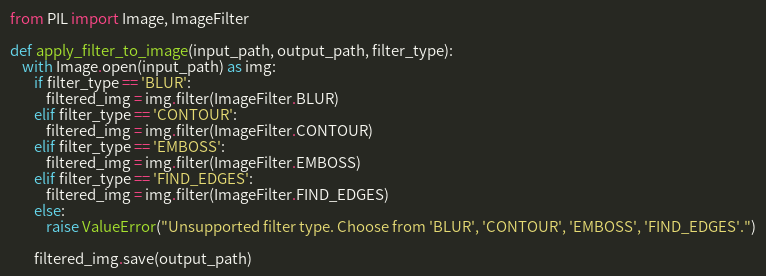 from PIL import Image, ImageFilter

def apply_filter_to_image(input_path, output_path, filter_type):
    with Image.open(input_path) as img:
        if filter_type == 'BLUR':
            filtered_img = img.filter(ImageFilter.BLUR)
        elif filter_type == 'CONTOUR':
            filtered_img = img.filter(ImageFilter.CONTOUR)
        elif filter_type == 'EMBOSS':
            filtered_img = img.filter(ImageFilter.EMBOSS)
        elif filter_type == 'FIND_EDGES':
            filtered_img = img.filter(ImageFilter.FIND_EDGES)
        else:
            raise ValueError("Unsupported filter type. Choose from 'BLUR', 'CONTOUR', 'EMBOSS', 'FIND_EDGES'.")

        filtered_img.save(output_path)